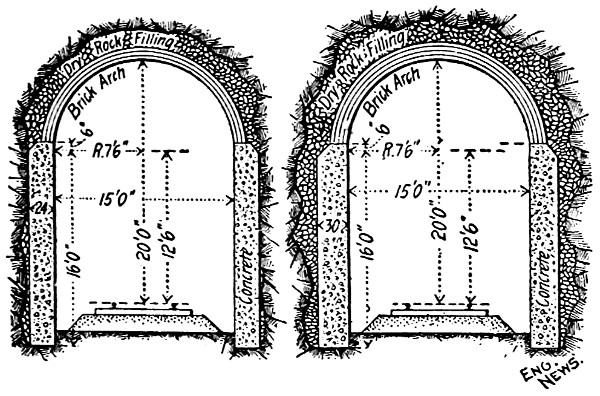 Dry Rock Filling
Brick Arch
6"
R.7'6"
15'0"
24
16'0"
20'0"
12'6"
Concrete
Dry Rock Filling
Brick Arch
6"
R.7'6"
15'0"
30
16'0"
20'0"
12'6"
Concrete
ENG.
NEWS.